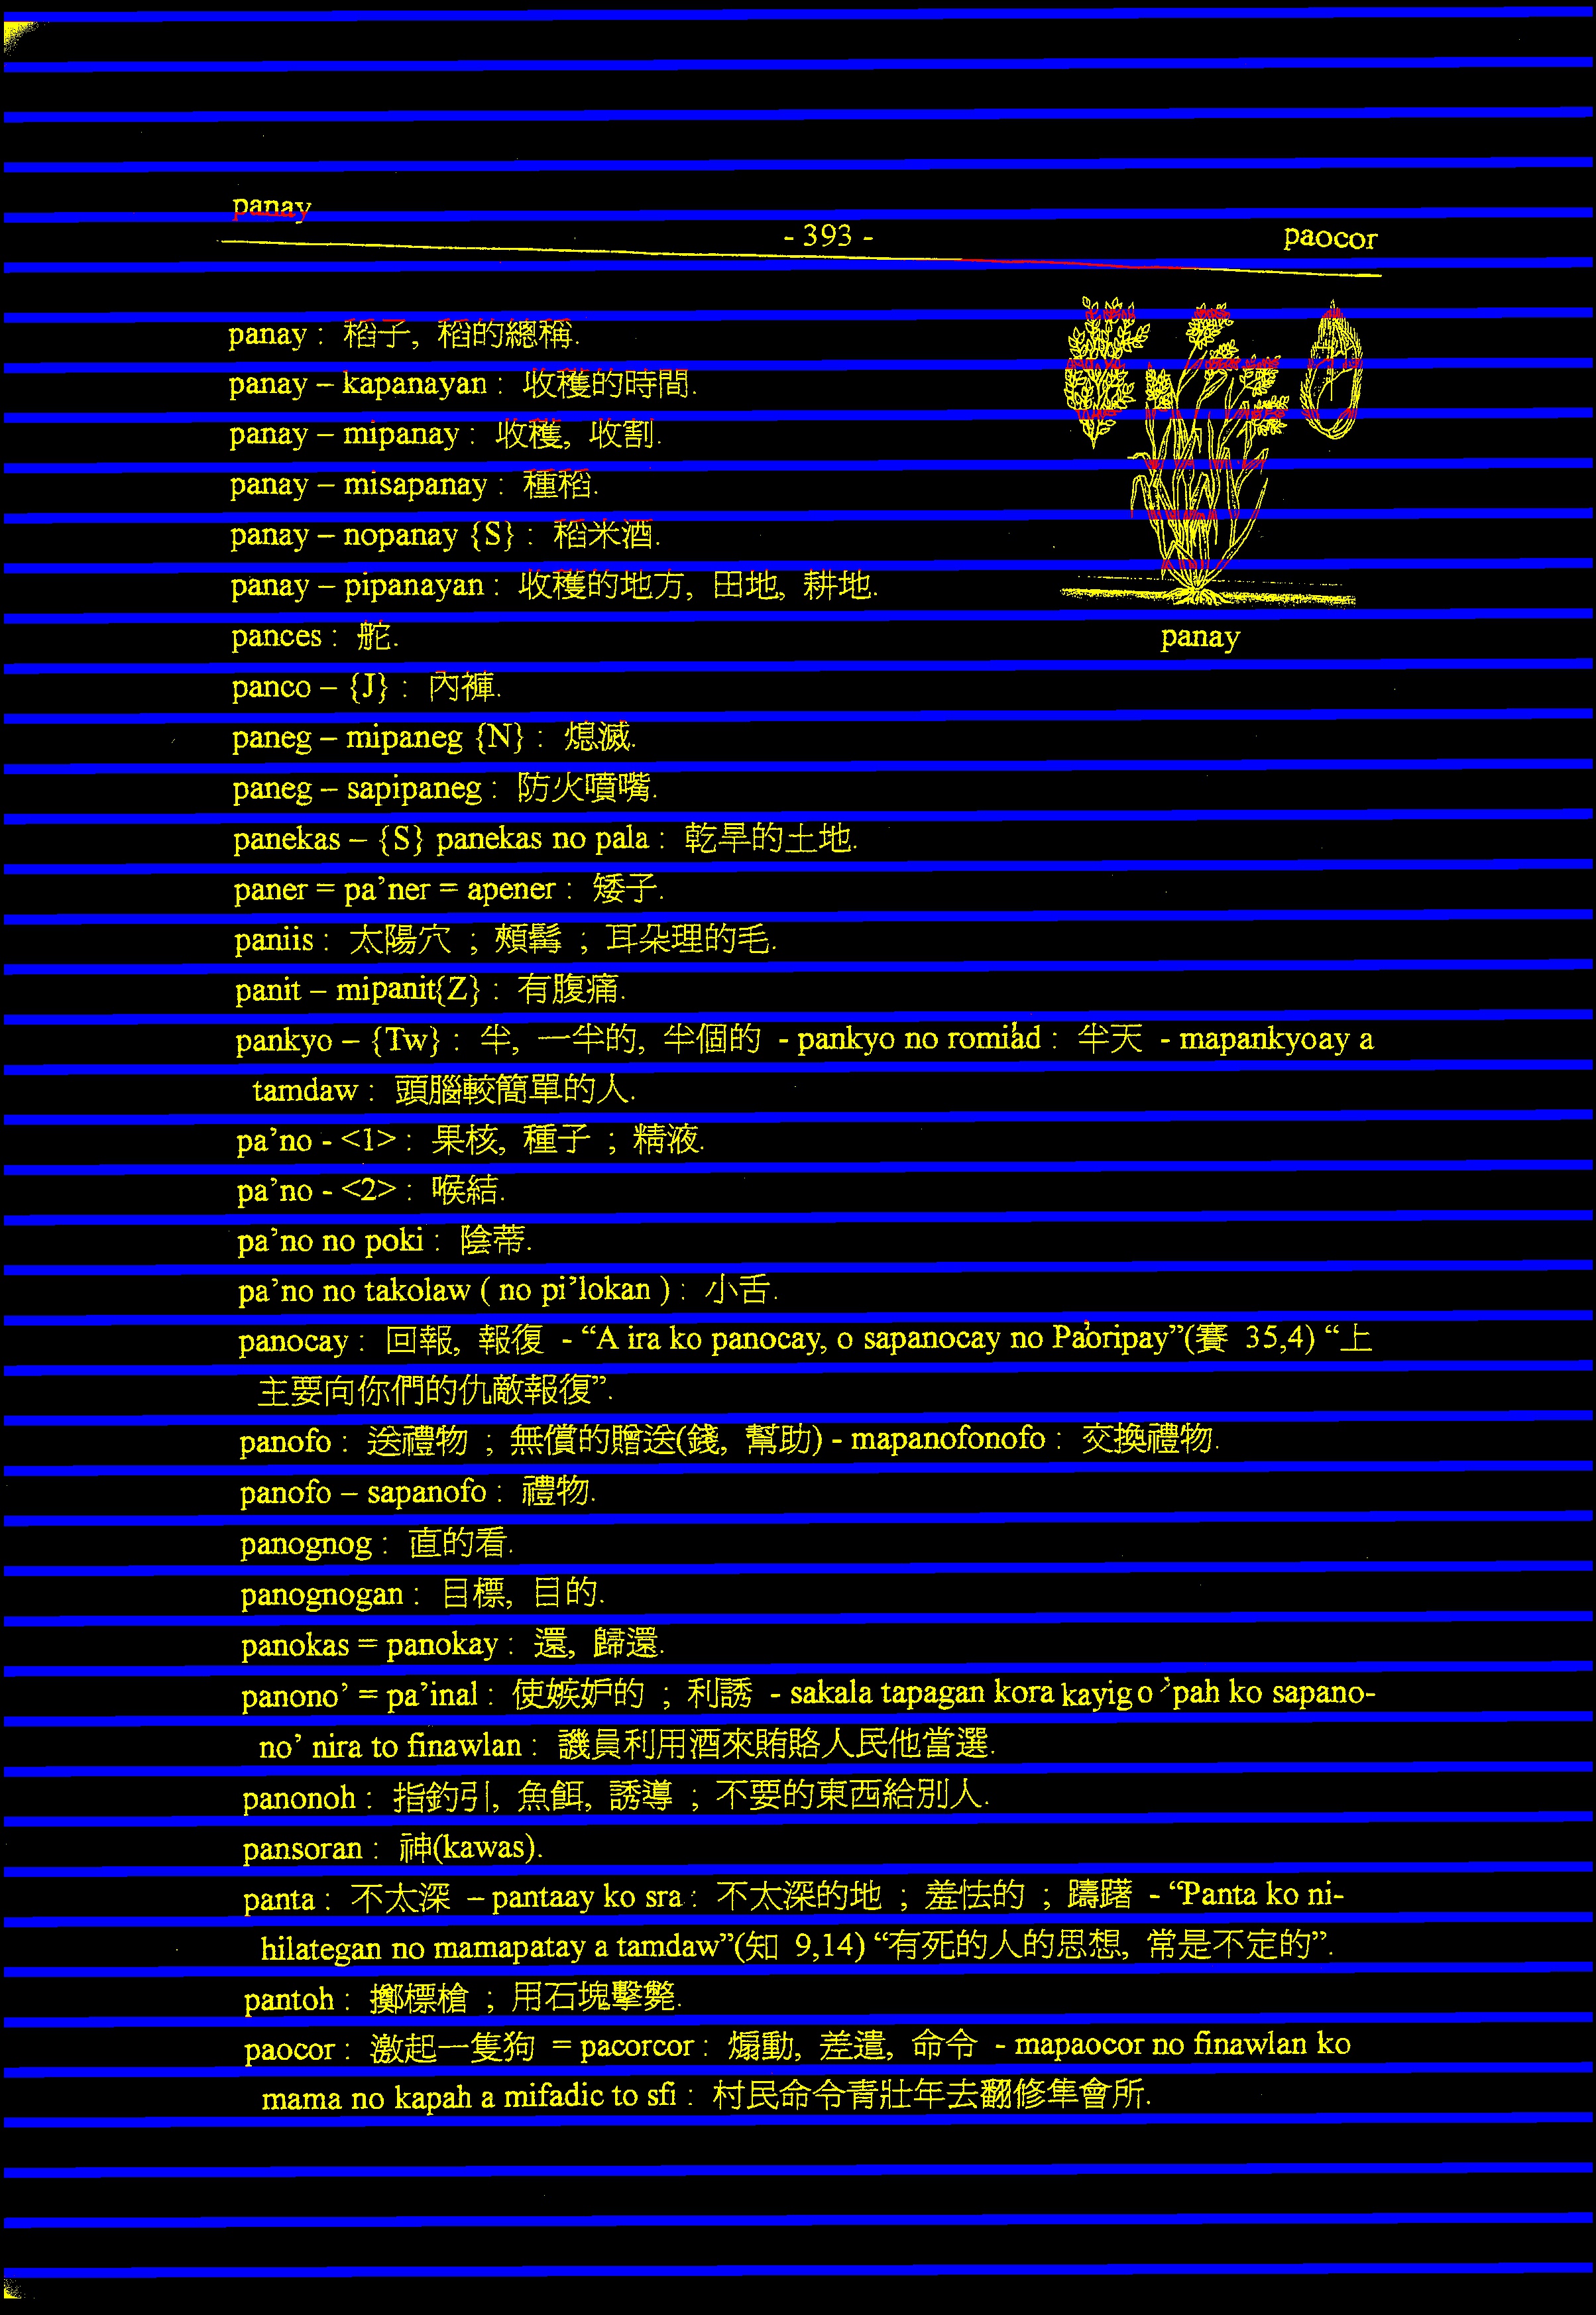 panay
- 393 -
paocor
panay : 稻子, 稻的總稱.
panay – kapanayan : 收穫的時間.
panay – mipanay : 收穫, 收割.
panay – misapanay : 種稻.
panay – nopanay {S} : 稻米酒.
panay – pipanayan : 收穫的地方, 田地, 耕地.
panay
pances : 舵.
panco – {J} : 內褲.
paneg – mipaneg {N} : 熄滅.
paneg – sapipaneg : 防火噴嘴.
panekas – {S} panekas no pala : 乾旱的土地.
paner = pa’ner = apener : 矮子.
paniis : 太陽穴 ; 頰髯 ; 耳朵理的毛.
panit – mipanit{Z} : 有腹痛.
pankyo – {Tw} : 半, 一半的, 半個的 - pankyo no romi’ad : 半天 - mapankyoay a
tamdaw : 頭腦較簡單的人.
pa’no - <1> : 果核, 種子 ; 精液.
pa’no - <2> : 喉結.
pa’no no poki : 陰蒂.
pa’no no takolaw ( no pi’lokan ) : 小舌.
panocay : 回報, 報復 - “A ira ko panocay, o sapanocay no Pa’oripay”(賽 35,4) “上
主要向你們的仇敵報復”.
panofo : 送禮物 ; 無償的贈送(錢, 幫助) - mapanofonofo : 交換禮物.
panofo – sapanofo : 禮物.
panognog : 直的看.
panognogan : 目標, 目的.
panokas = panokay : 還, 歸還.
panono’ = pa’inal : 使嫉妒的 ; 利誘 - sakala tapagan kora kayig o ’pah ko sapano-
no’ nira to finawlan : 議員利用酒來賄賂人民他當選.
panonoh : 指釣引, 魚餌, 誘導 ; 不要的東西給別人.
pansoran : 神(kawas).
panta : 不太深 – pantaay ko sra : 不太深的地 ; 羞怯的 ; 躊躇 - “Panta ko ni-
hilategan no mamapatay a tamdaw”(知 9,14) “有死的人的思想, 常是不定的”.
pantoh : 擲標槍 ; 用石塊擊斃.
paocor : 激起一隻狗 = pacorcor : 煽動, 差遣, 命令 - mapaocor no finawlan ko
mama no kapah a mifadic to sfi : 村民命令青壯年去翻修隼會所.